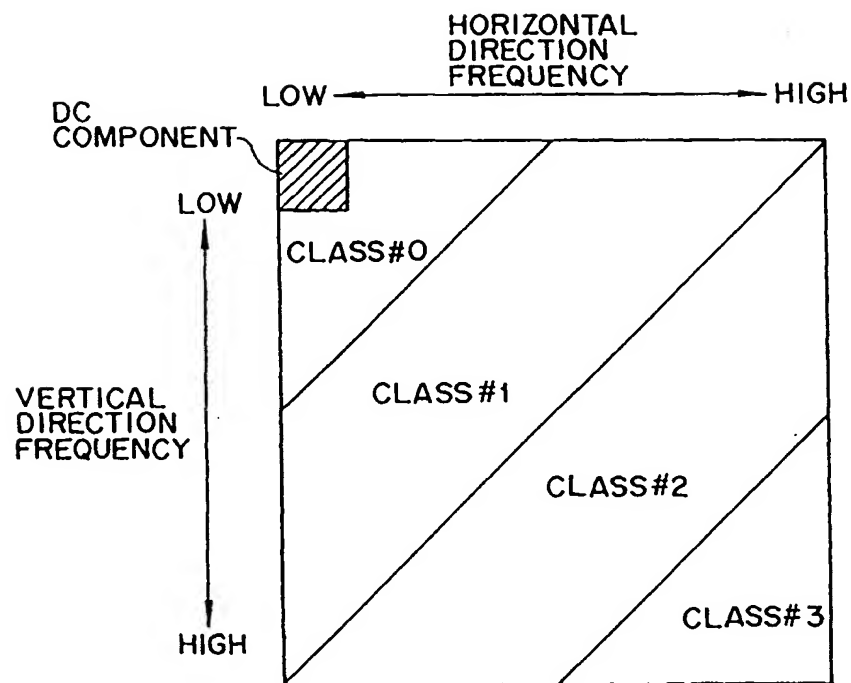 HORIZONTAL
DIRECTION
FREQUENCY
LOW
HIGH
DC
COMPONENT
LOW
CLASS#0
VERTICAL
DIRECTION
FREQUENCY
CLASS#1
CLASS#2
HIGH
CLASS#3